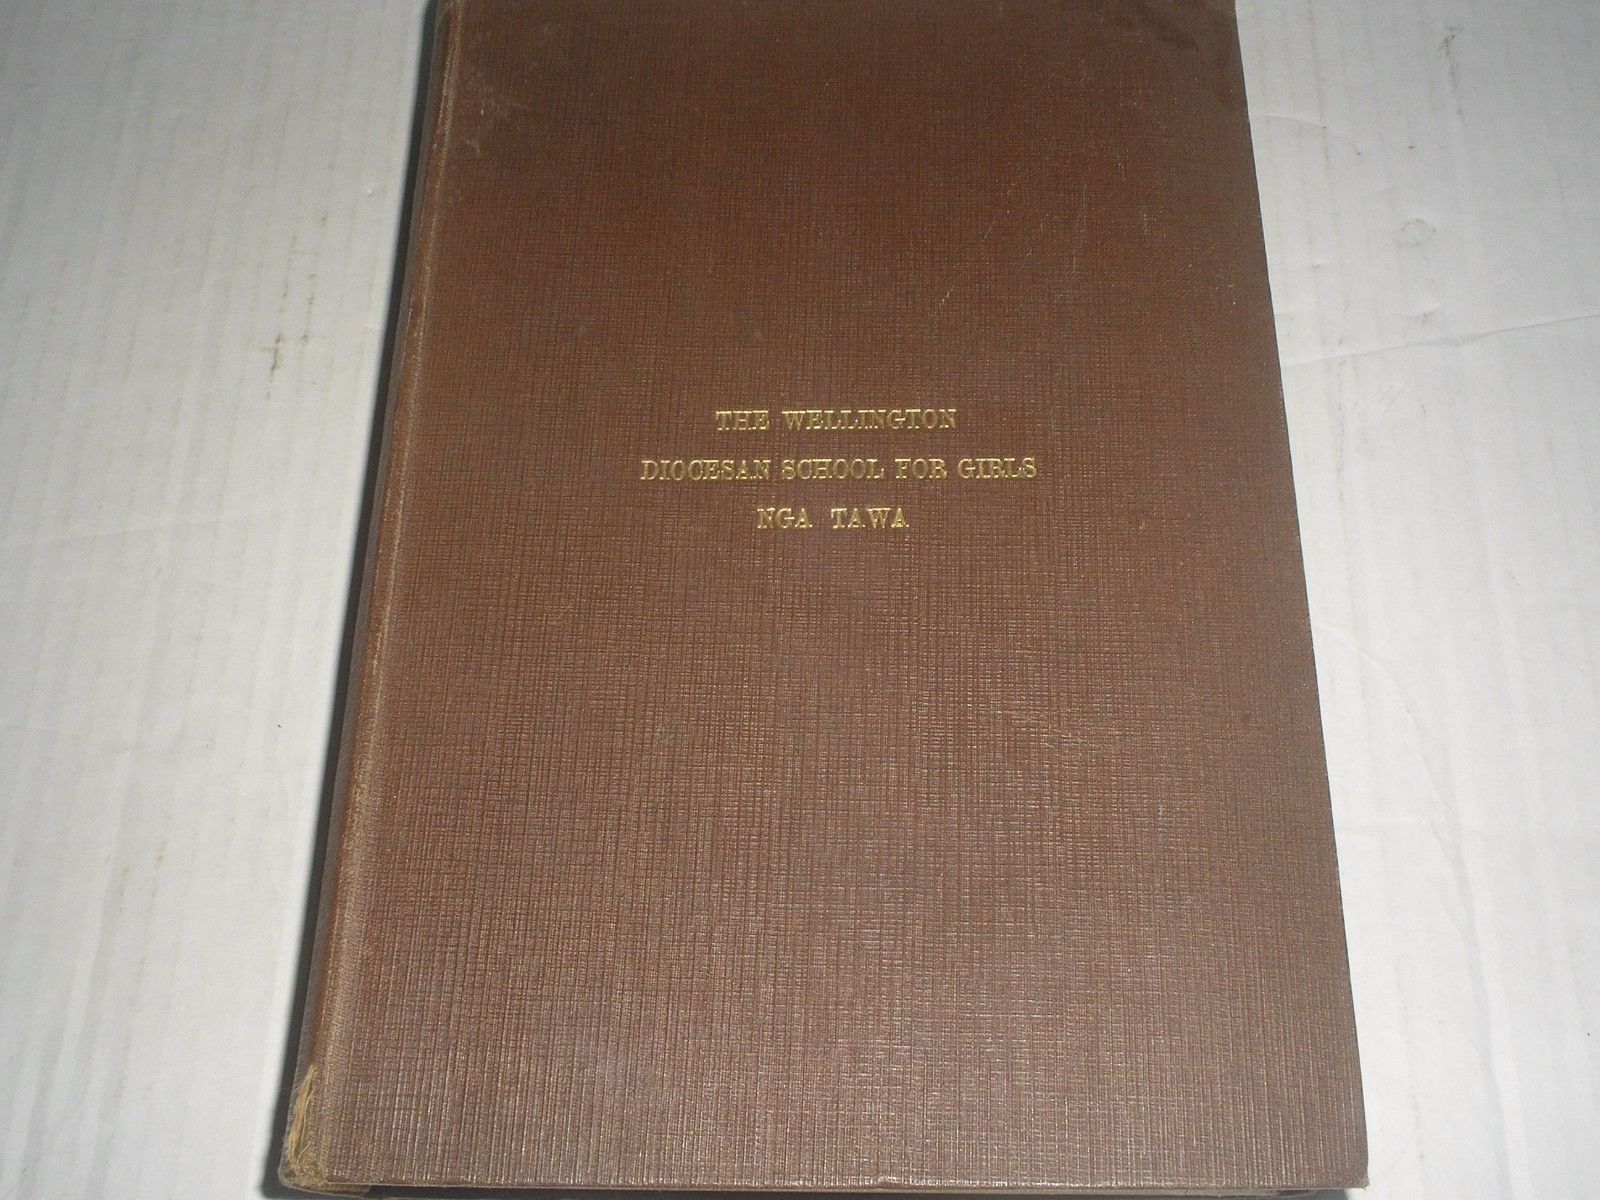 THE WELLINGTON
DIOCESAN SCHOOL FOR GIRLS
NGA TAWA